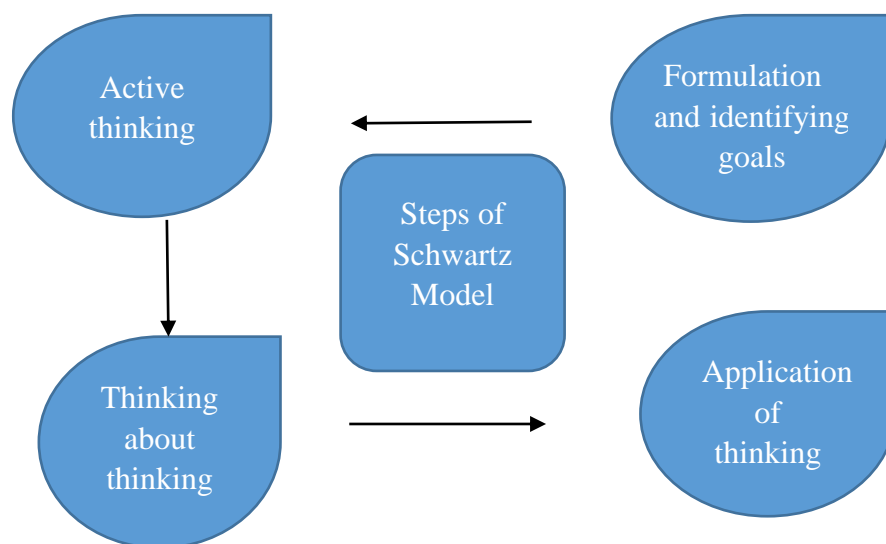 Active
thinking
Formulation
and identifying
goals
Steps of
Schwartz
Model
Thinking
about
thinking
Application
of
thinking